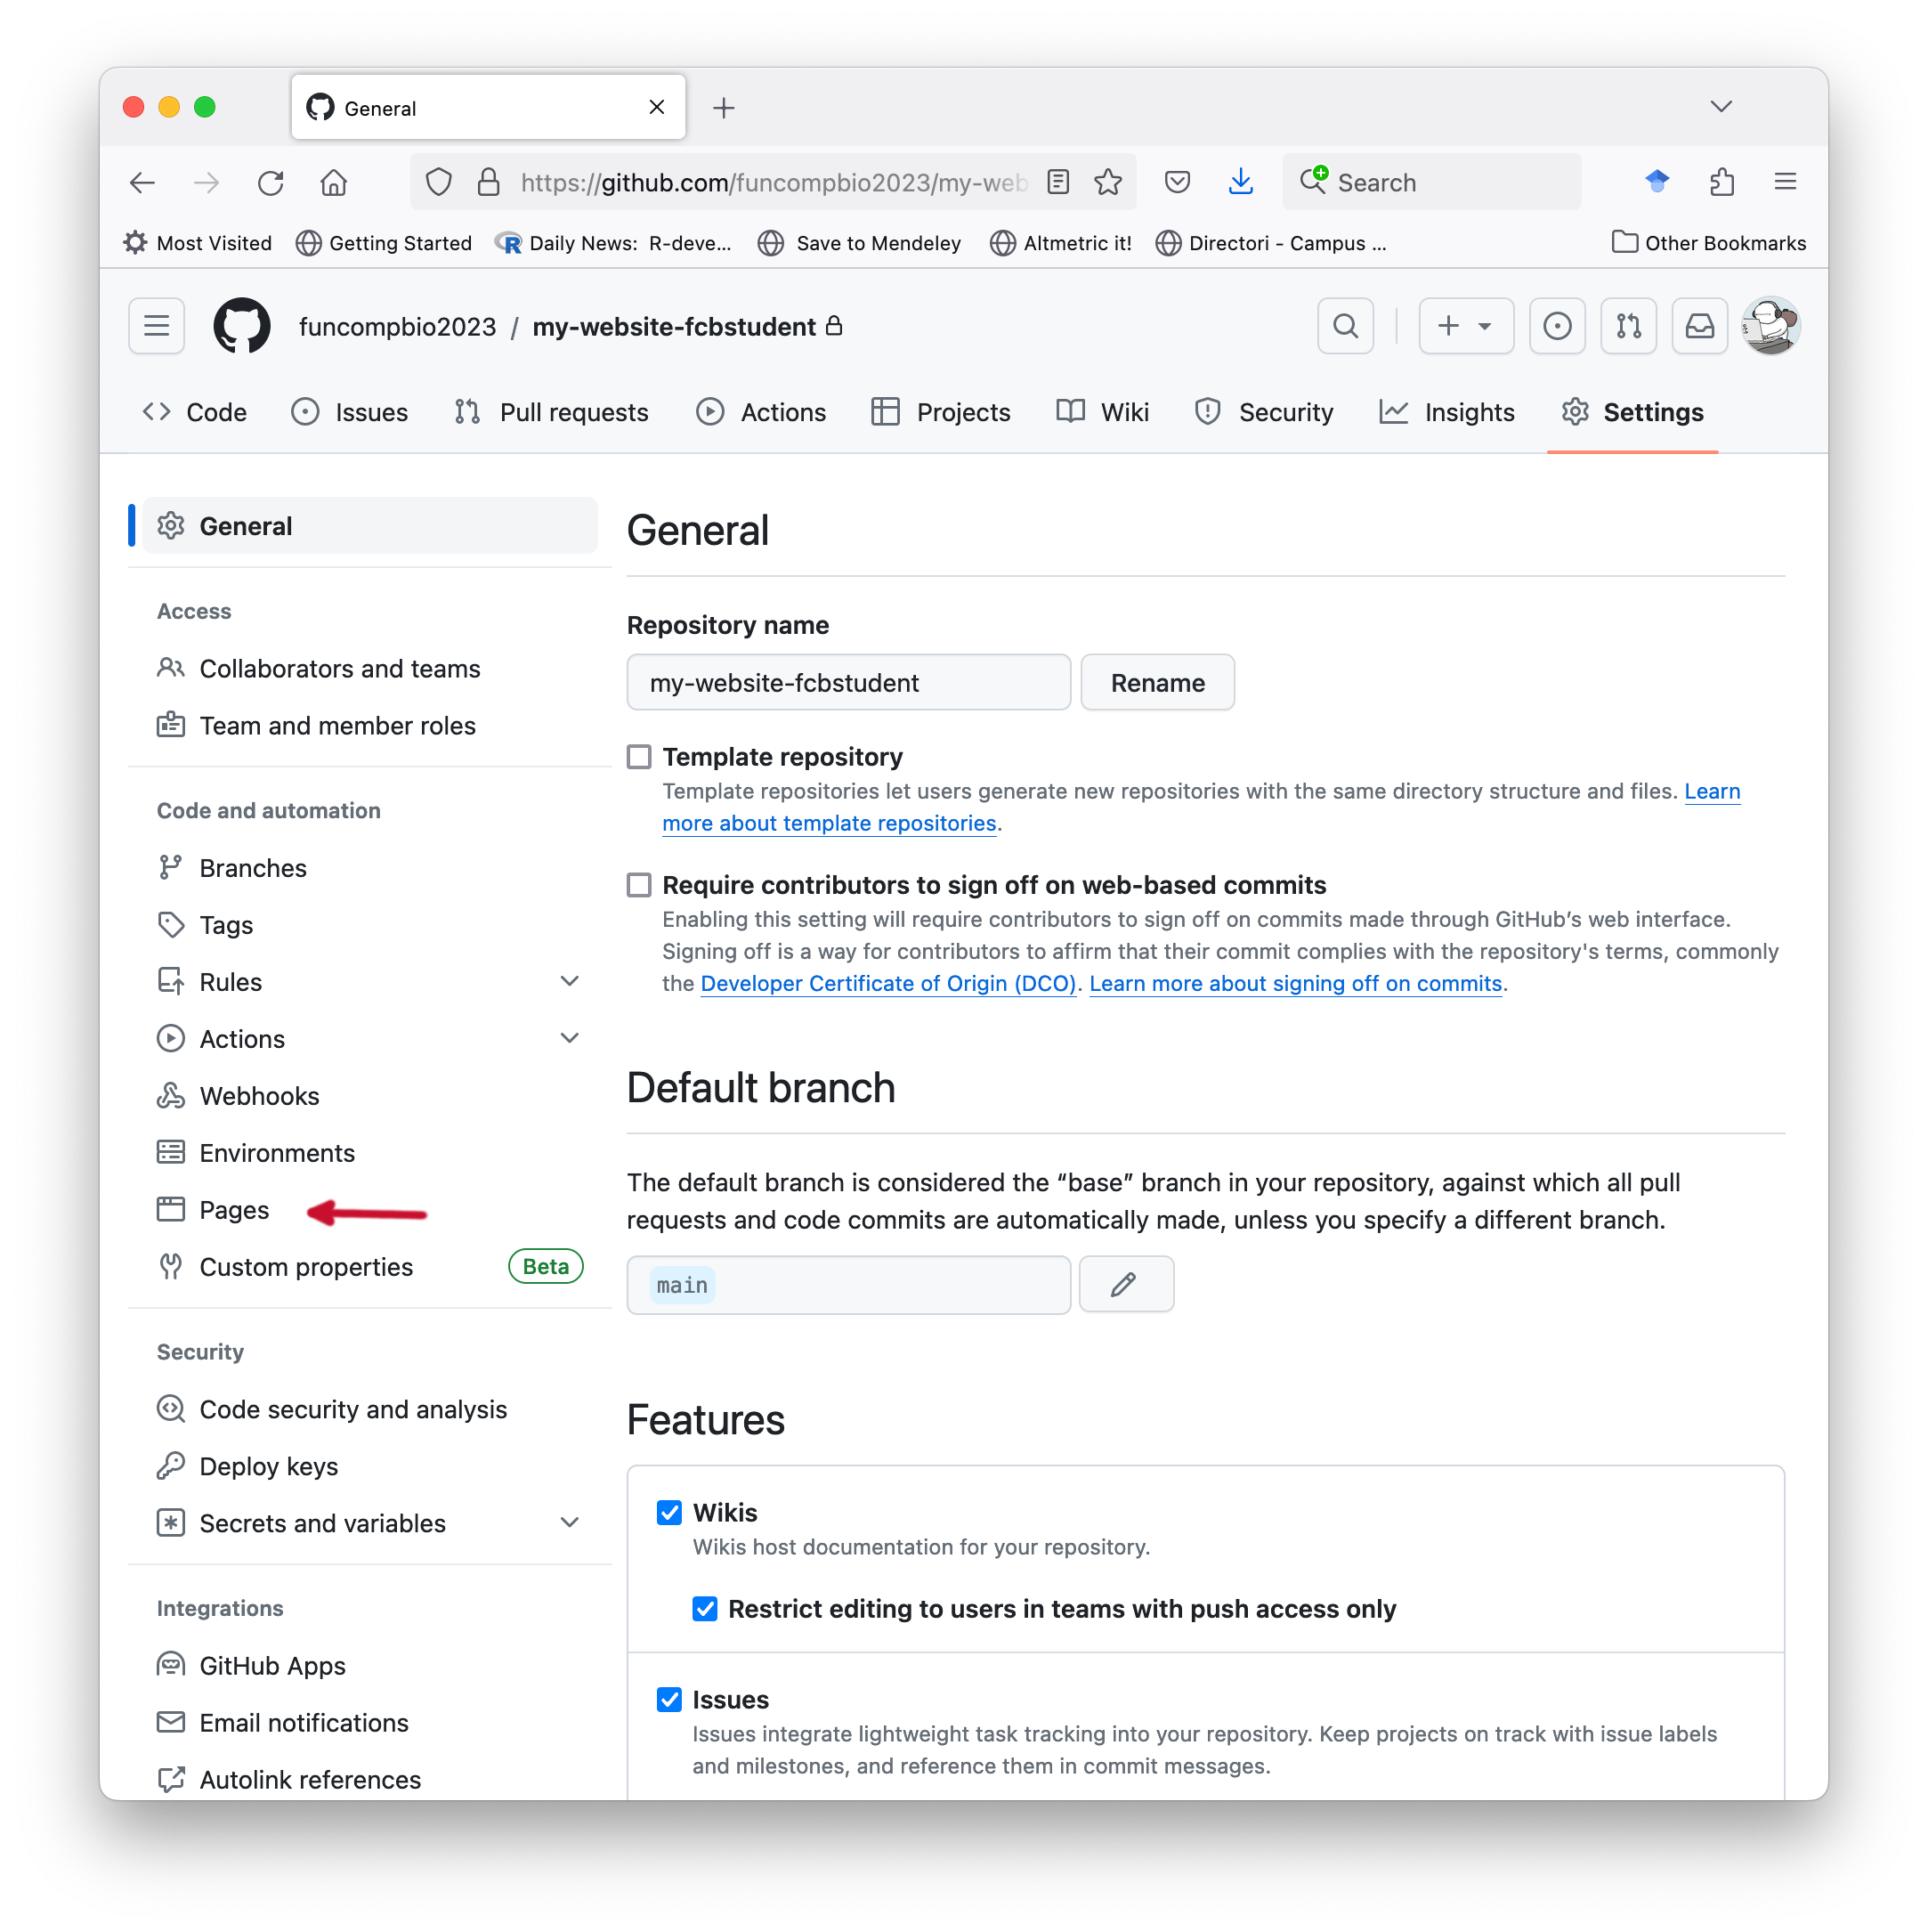 General
https://github.com/funcompbio2023/my-web
Search
Most Visited
Getting Started
Daily News: R-deve...
Save to Mendeley
Altmetric it!
Directori - Campus ...
Other Bookmarks
funcompbio2023 / my-website-fcbstudent
Code
Issues
Pull requests
Actions
Projects
Wiki
Security
Insights
Settings
General
Access
Collaborators and teams
Team and member roles
Code and automation
Branches
Tags
Rules
Actions
Webhooks
Environments
Pages
Custom properties
Beta
Security
Code security and analysis
Deploy keys
Secrets and variables
Integrations
GitHub Apps
Email notifications
Autolink references
General
Repository name
my-website-fcbstudent
Rename
Template repository
Template repositories let users generate new repositories with the same directory structure and files. Learn
more about template repositories.
Require contributors to sign off on web-based commits
Enabling this setting will require contributors to sign off on commits made through GitHub’s web interface.
Signing off is a way for contributors to affirm that their commit complies with the repository's terms, commonly
the Developer Certificate of Origin (DCO). Learn more about signing off on commits.
Default branch
The default branch is considered the “base” branch in your repository, against which all pull
requests and code commits are automatically made, unless you specify a different branch.
main
Features
Wikis
Wikis host documentation for your repository.
Restrict editing to users in teams with push access only
Issues
Issues integrate lightweight task tracking into your repository. Keep projects on track with issue labels
and milestones, and reference them in commit messages.